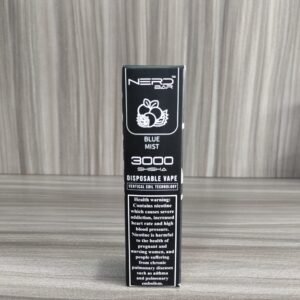 NERD™
BAR
BLUE
MIST
3000
SHISHA
DISPOSABLE VAPE
VERTICAL COIL TECHNOLOGY
Health warning:
Contains nicotine
which causes severe
addiction, increased
heart rate and high
blood pressure.
Nicotine is harmful
to the health of
pregnant and
nursing women, and
people suffering
from chronic
pulmonary diseases
such as asthma
and pulmonary
embolism.